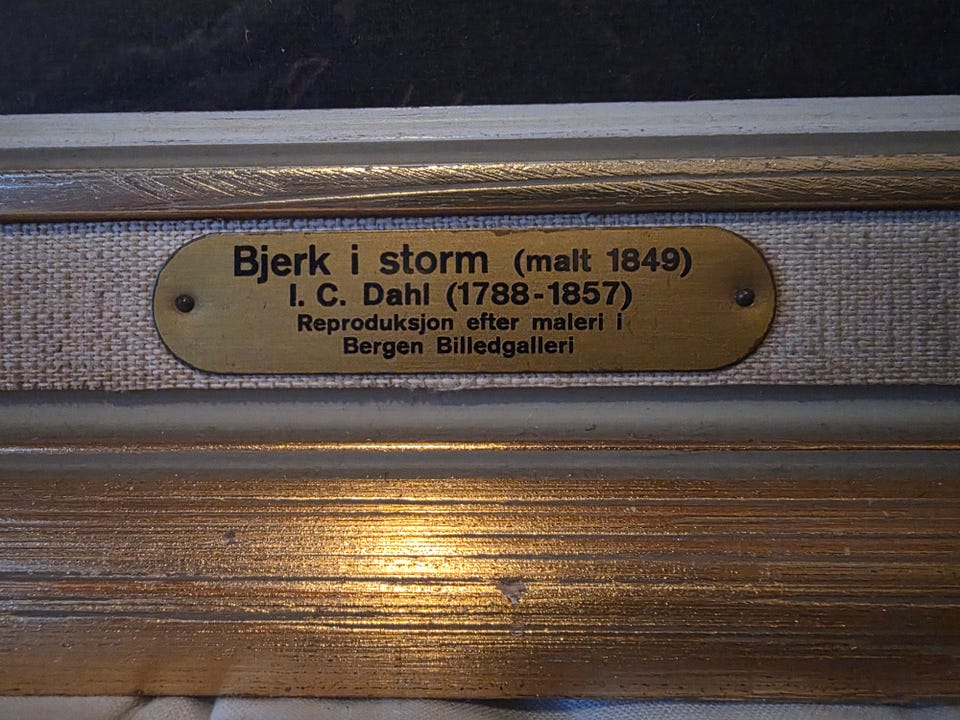 Bjerk i storm (malt 1849)
I. C. Dahl (1788-1857)
Reproduksjon efter maleri i
Bergen Billedgalleri